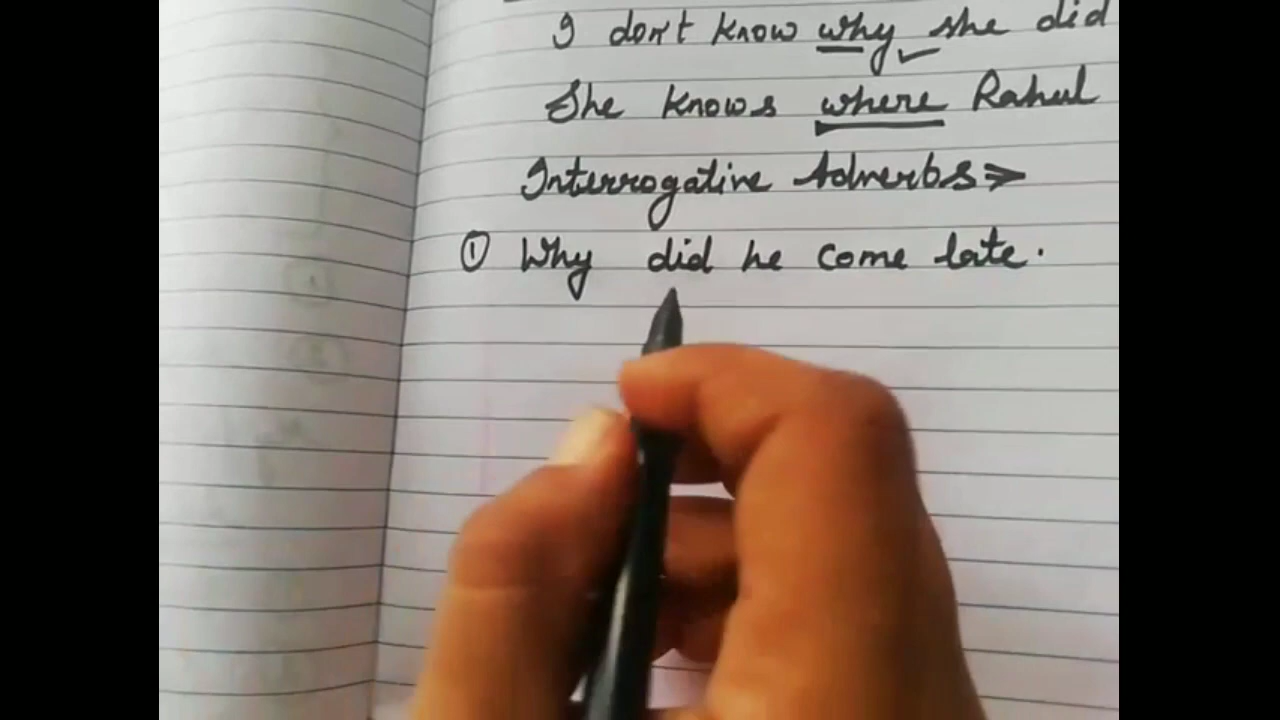 I don't know why she did
She knows where Rahul
Interrogative Adverbs ⇒
① Why did he come late.